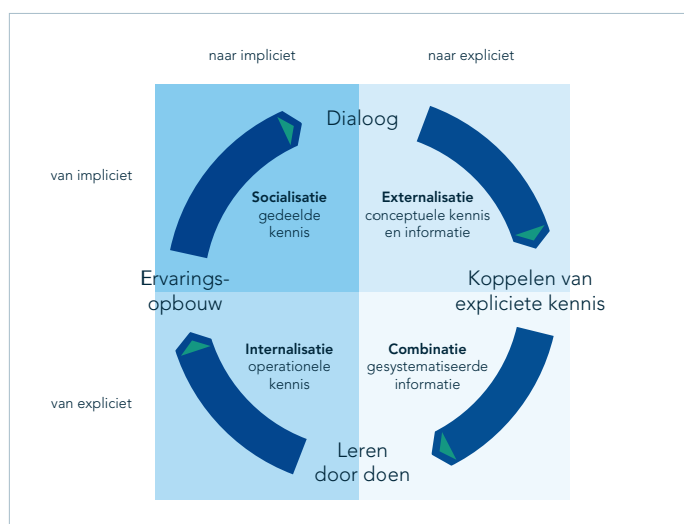 naar impliciet
naar expliciet
Dialoog
van impliciet
Socialisatie
gedeelde
kennis
Externalisatie
conceptuele kennis
en informatie
Ervarings-
opbouw
Koppelen van
expliciete kennis
Internalisatie
operationele
kennis
Combinatie
gesystematiseerde
informatie
van expliciet
Leren
door doen